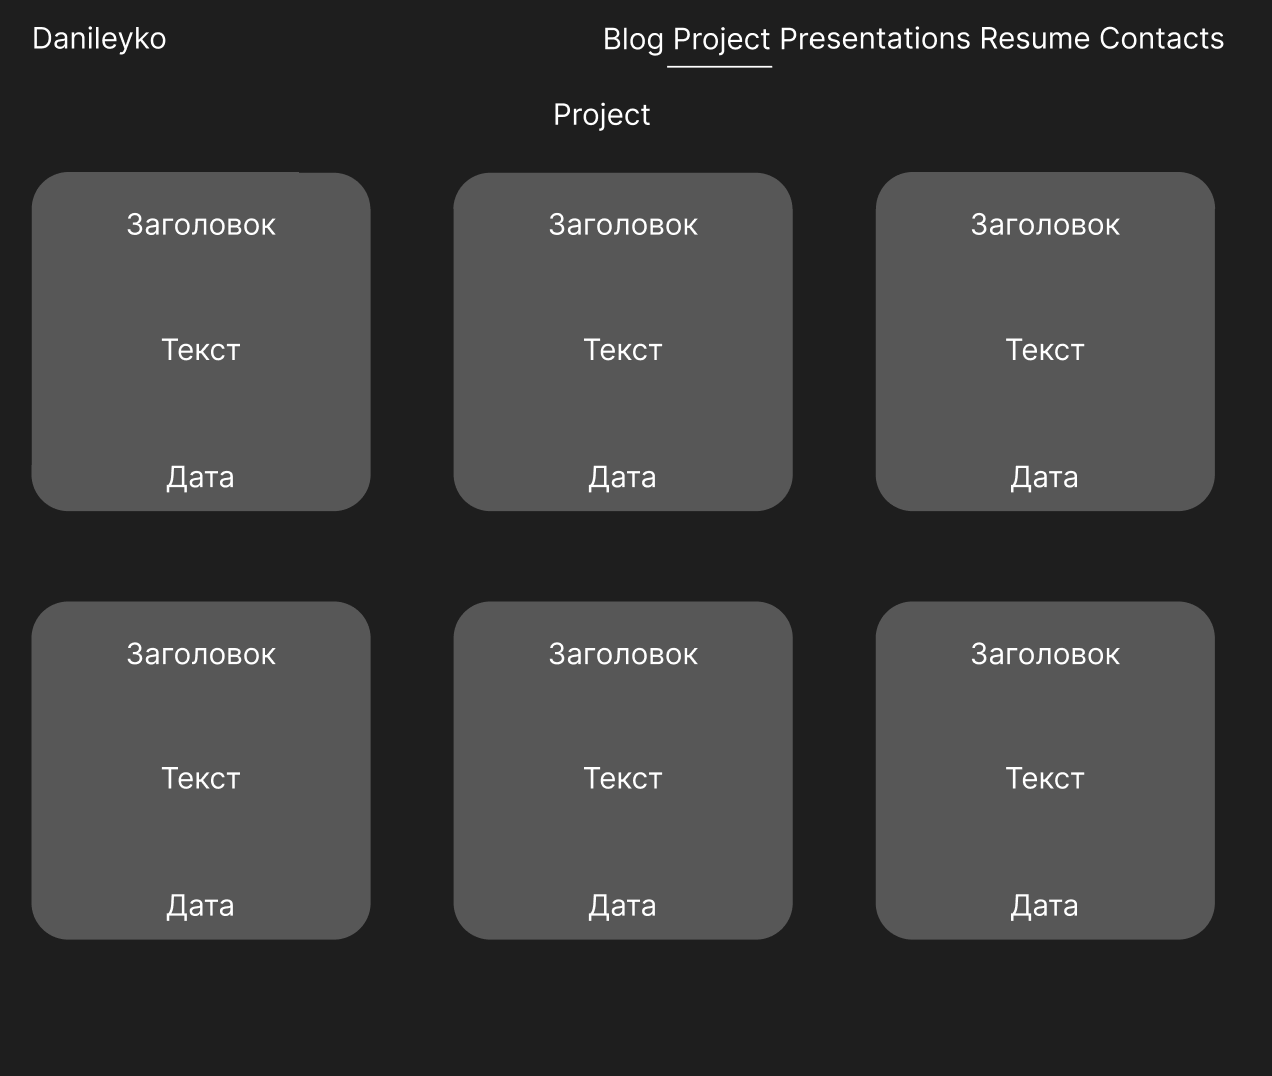 Danileyko
Blog Project Presentations Resume Contacts
Project
Заголовок
Текст
Дата
Заголовок
Текст
Дата
Заголовок
Текст
Дата
Заголовок
Текст
Дата
Заголовок
Текст
Дата
Заголовок
Текст
Дата